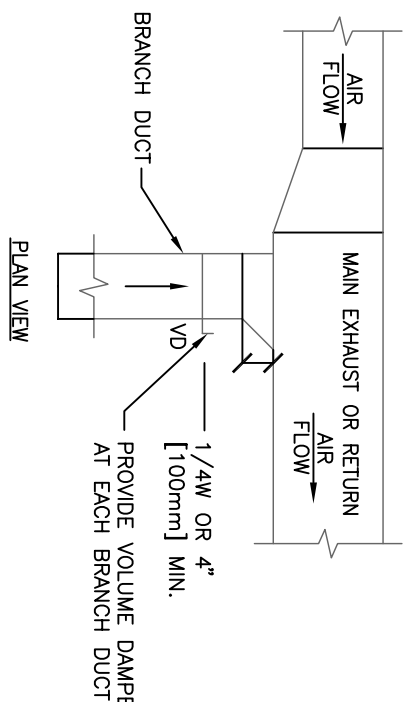 AIR
FLOW
MAIN EXHAUST OR RETURN
AIR
FLOW
BRANCH DUCT
VD
1/4W OR 4"
[100mm] MIN.
PROVIDE VOLUME DAMPE
AT EACH BRANCH DUCT
PLAN VIEW